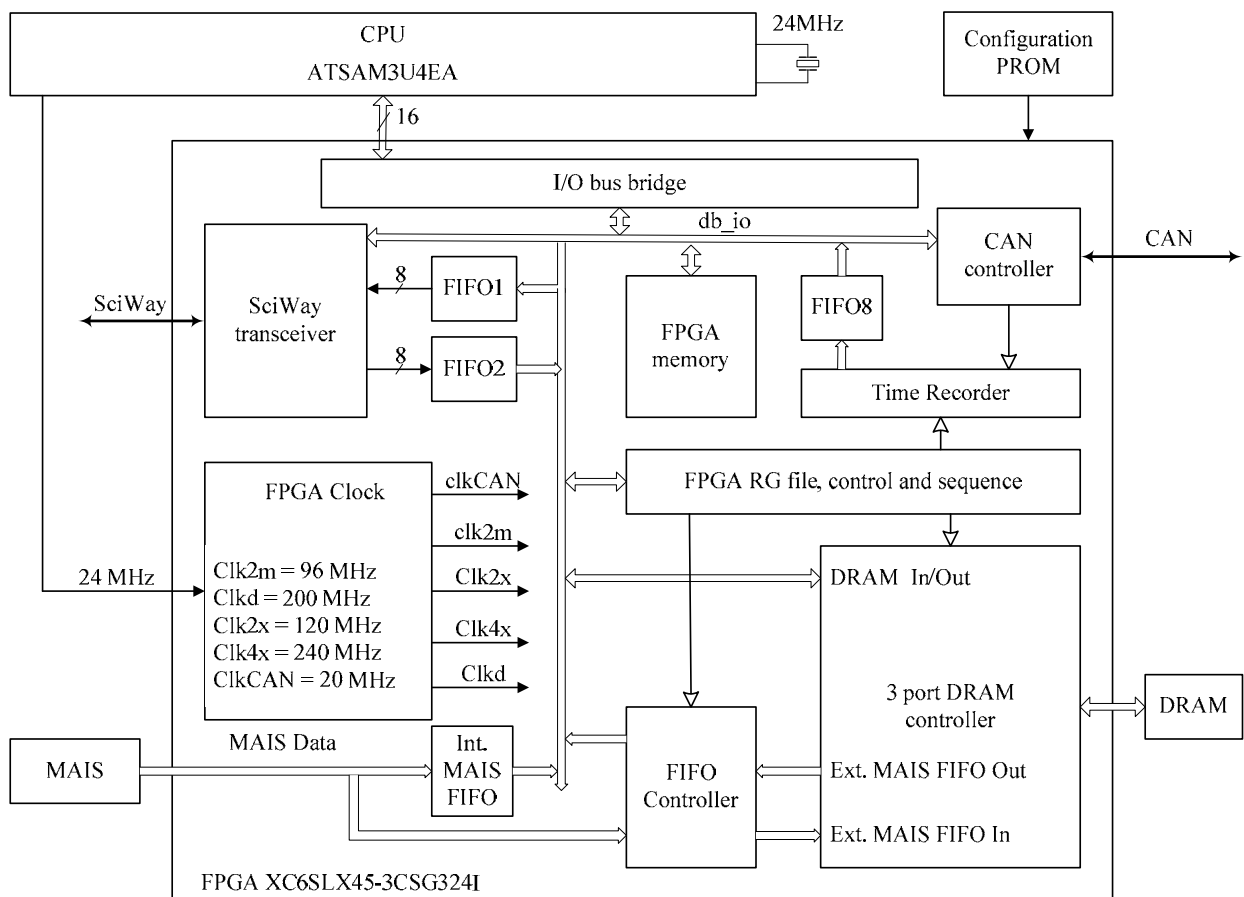 CPU
ATSAM3U4EA
24MHz
Configuration
PROM
16
I/O bus bridge
db_io
SciWay
SciWay
transceiver
8
FIFO1
8
FIFO2
FPGA
memory
FIFO8
CAN
controller
CAN
Time Recorder
FPGA RG file, control and sequence
24 MHz
FPGA Clock
Clk2m = 96 MHz
Clkd = 200 MHz
Clk2x = 120 MHz
Clk4x = 240 MHz
ClkCAN = 20 MHz
clkCAN
clk2m
Clk2x
Clk4x
Clkd
DRAM In/Out
3 port DRAM
controller
Ext. MAIS FIFO Out
Ext. MAIS FIFO In
DRAM
MAIS
MAIS Data
Int.
MAIS
FIFO
FIFO
Controller
FPGA XC6SLX45-3CSG324I